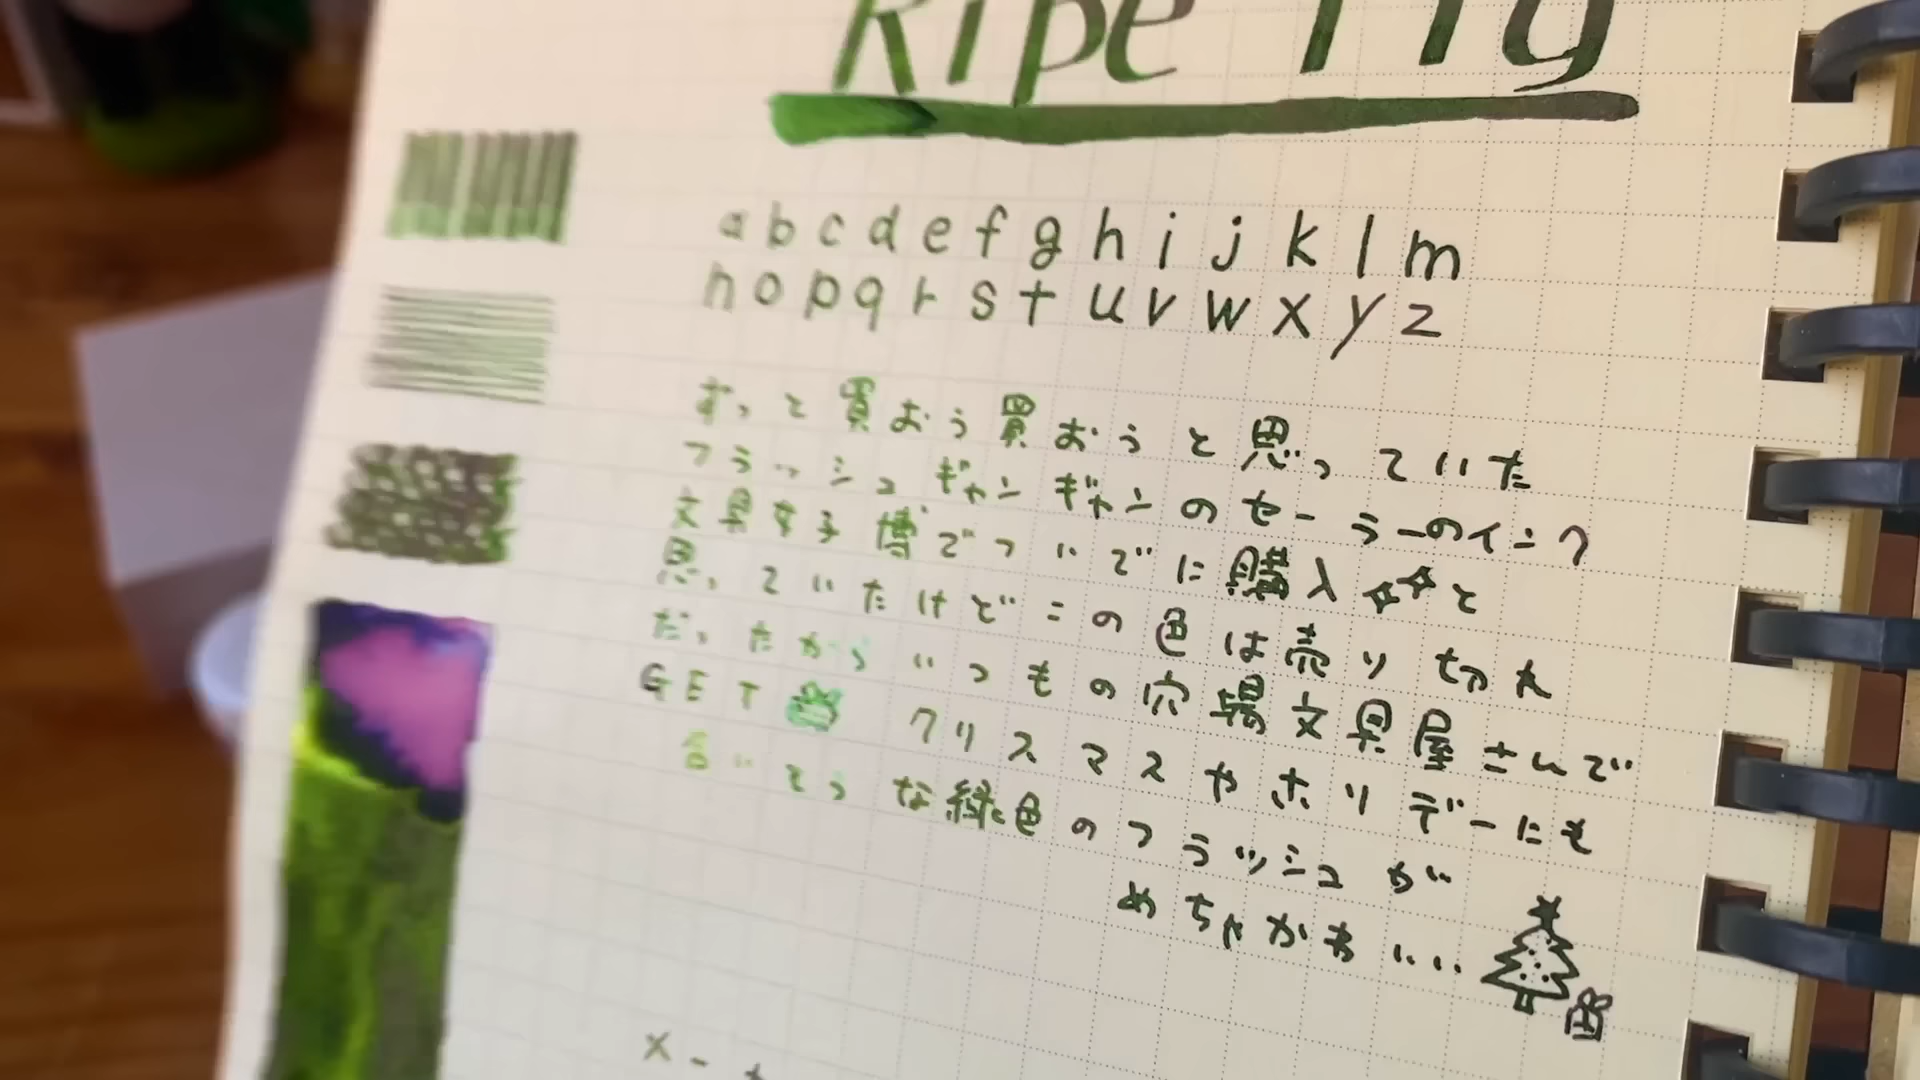 Ripe Fig
a b c d e f g h i j k l m
n o p q r s t u v w x y z
ずっと買おう買おうと思っていた
フラッシュギャンギャンのセーラーのインク
文具女子博でついでに購入✨と
思っていたけどこの色は売り切れ
だったからいつもの穴場文具屋さんで
GET クリスマスやホリデーにも
合いそうな緑色のフラッシュが
めちゃかわいい…